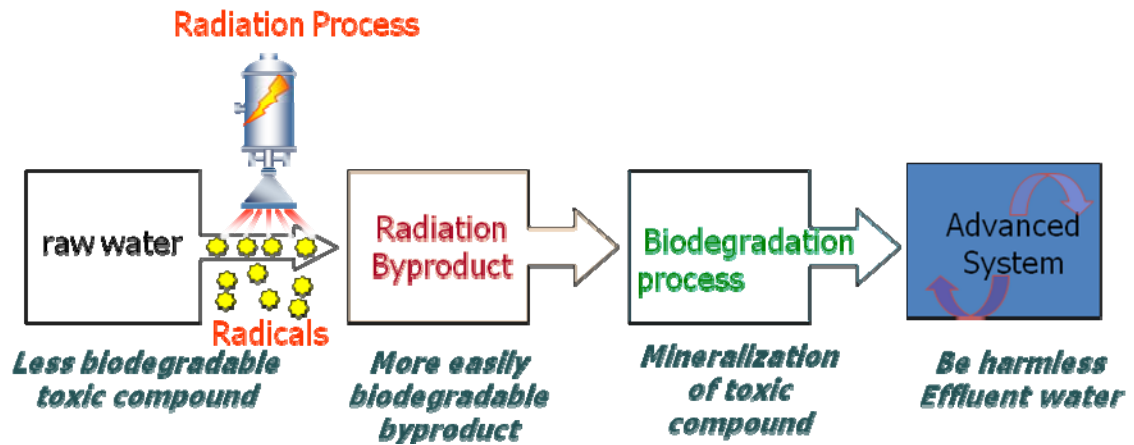 Radiation Process
raw water
Radicals
Radiation
Byproduct
Biodegradation
process
Advanced
System
Less biodegradable
toxic compound
More easily
biodegradable
byproduct
Mineralization
of toxic
compound
Be harmless
Effluent water